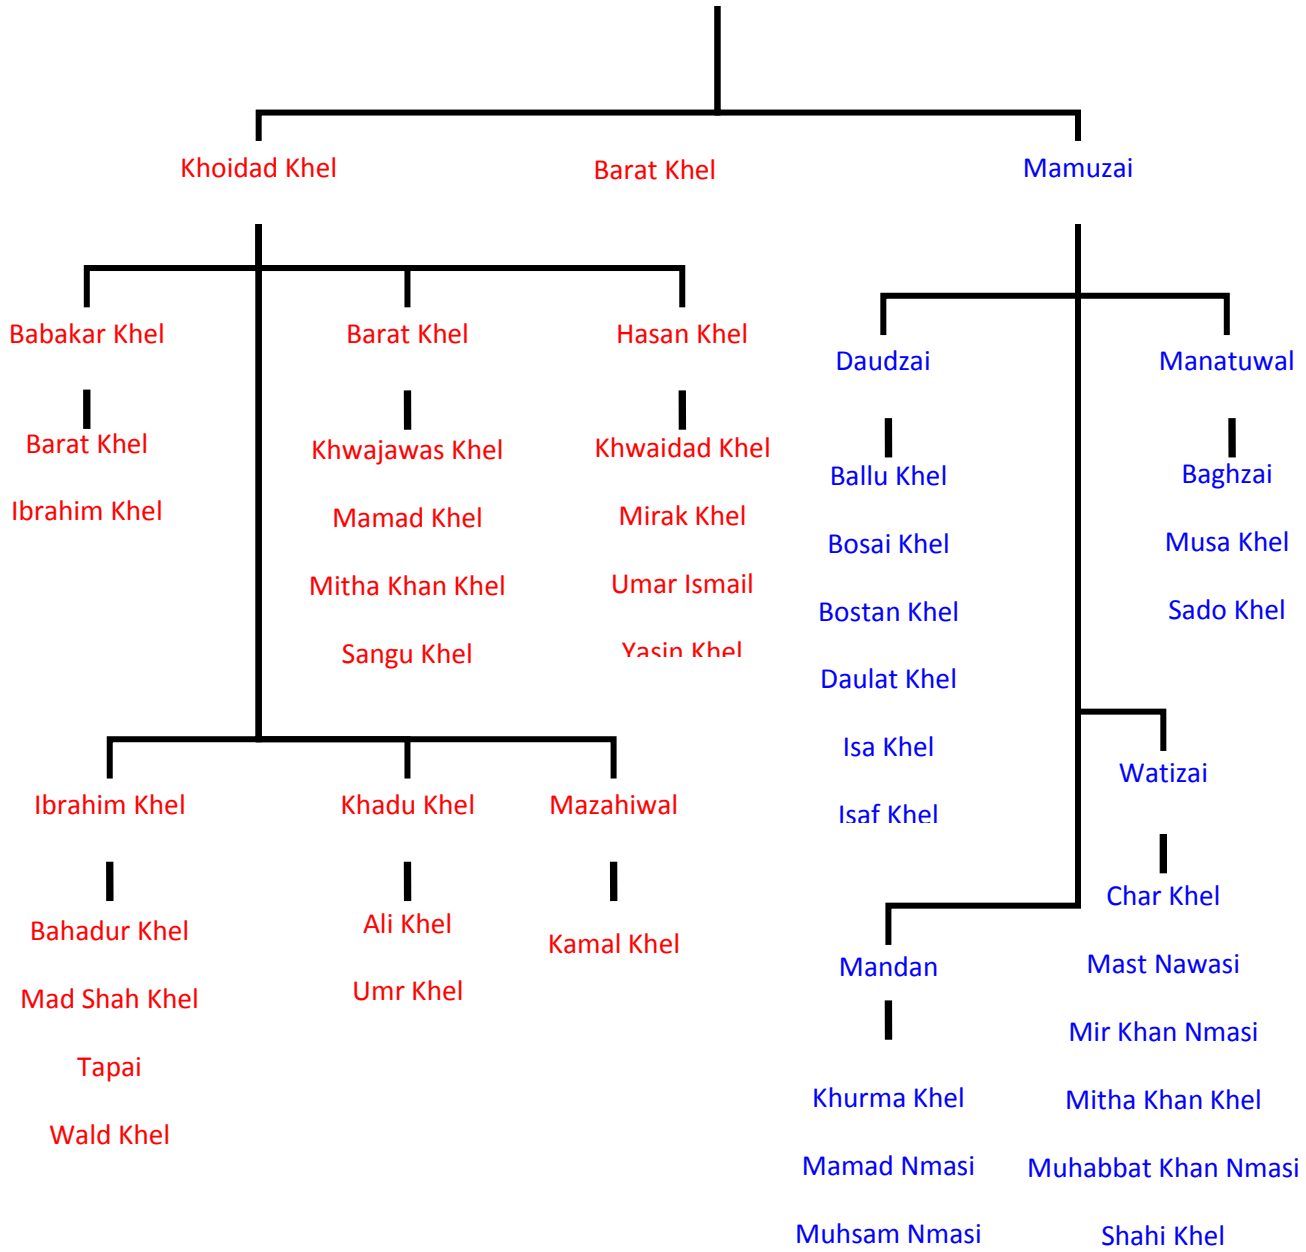 Khoidad Khel
Barat Khel
Mamuzai
Babakar Khel
Barat Khel
Hasan Khel
Daudzai
Manatuwal
Barat Khel
Ibrahim Khel
Khwajawas Khel
Mamad Khel
Mitha Khan Khel
Sangu Khel
Khwaidad Khel
Mirak Khel
Umar Ismail
Yasin Khel
Ballu Khel
Bosai Khel
Bostan Khel
Daulat Khel
Isa Khel
Isaf Khel
Baghzai
Musa Khel
Sado Khel
Ibrahim Khel
Khadu Khel
Mazahiwal
Watizai
Bahadur Khel
Mad Shah Khel
Tapai
Wald Khel
Ali Khel
Umr Khel
Kamal Khel
Mandan
Khurma Khel
Mamad Nmasi
Muhsam Nmasi
Char Khel
Mast Nawasi
Mir Khan Nmasi
Mitha Khan Khel
Muhabbat Khan Nmasi
Shahi Khel